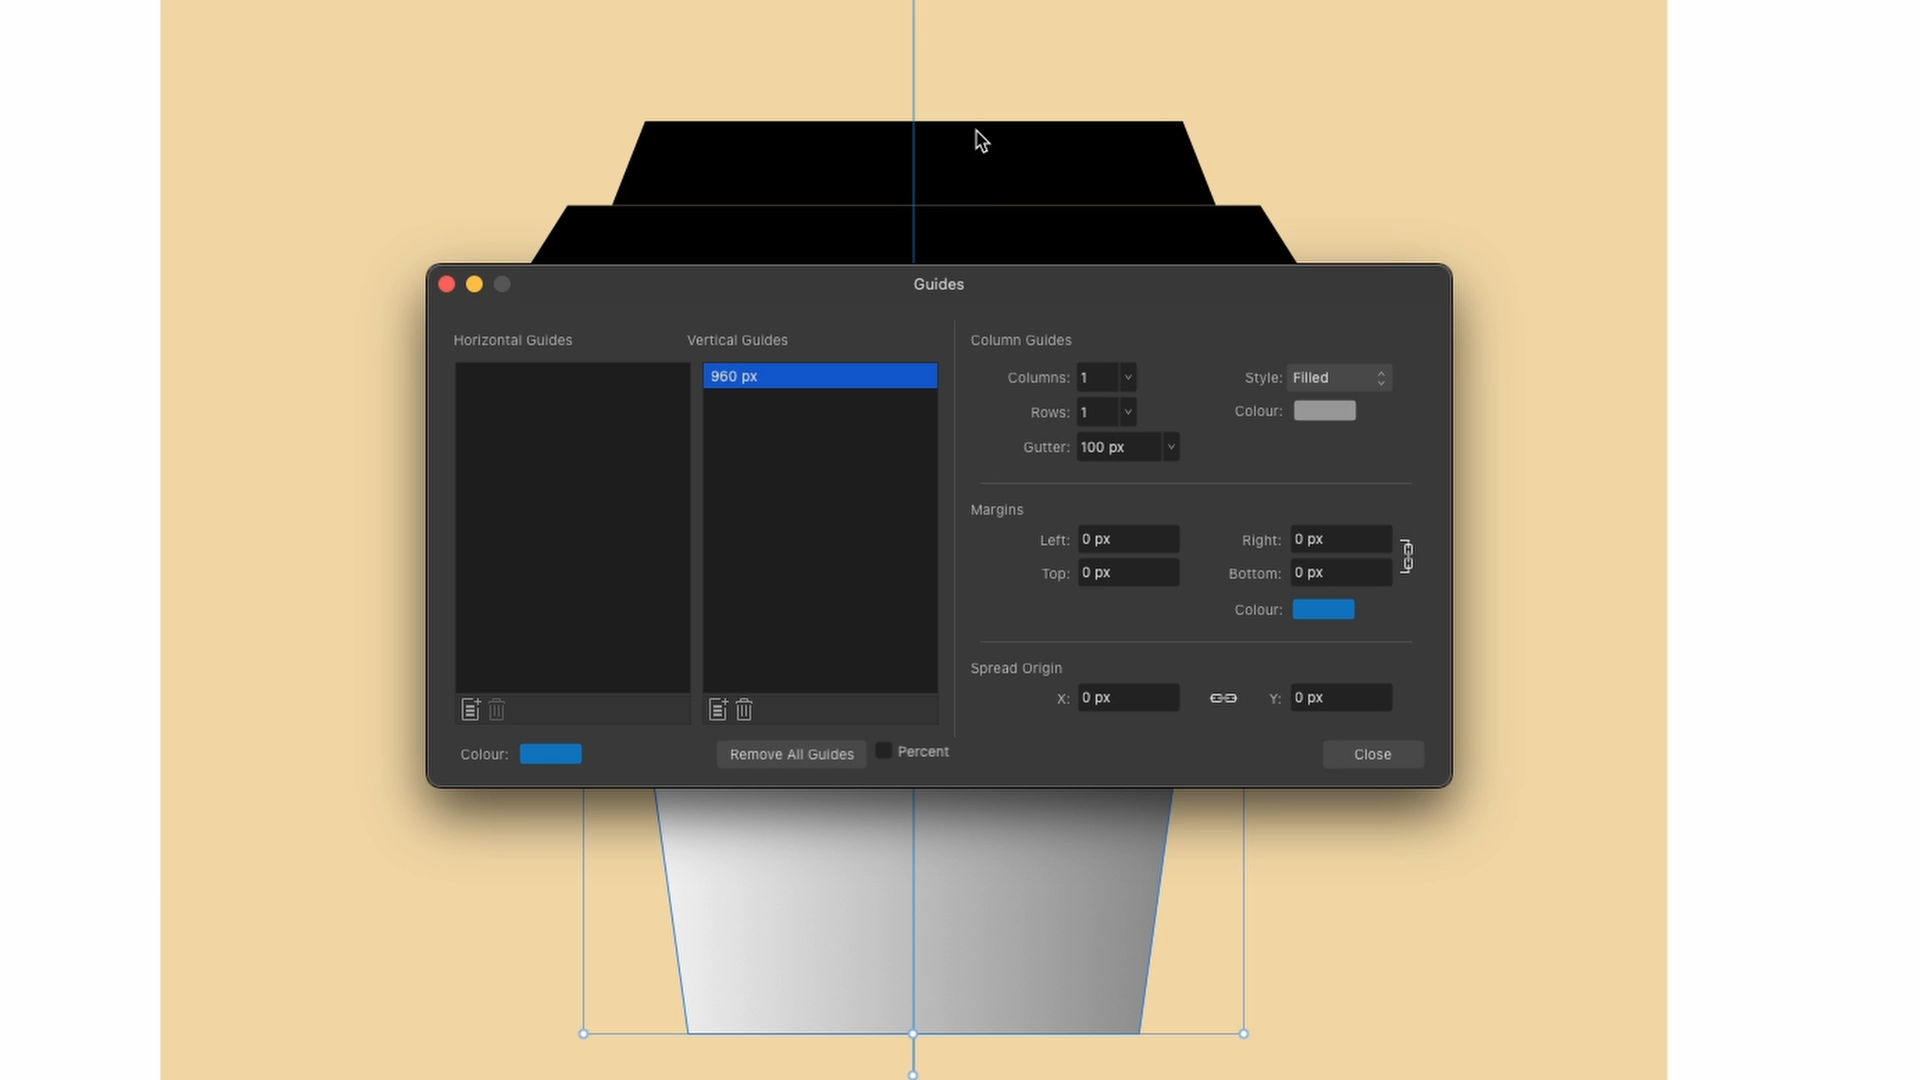 Guides
Horizontal Guides
Vertical Guides
960 px
Column Guides
Columns: 1
Style: Filled
Rows: 1
Colour:
Gutter: 100 px
Margins
Left: 0 px
Right: 0 px
Top: 0 px
Bottom: 0 px
Colour:
Spread Origin
X: 0 px
Y: 0 px
Colour:
Remove All Guides
Percent
Close